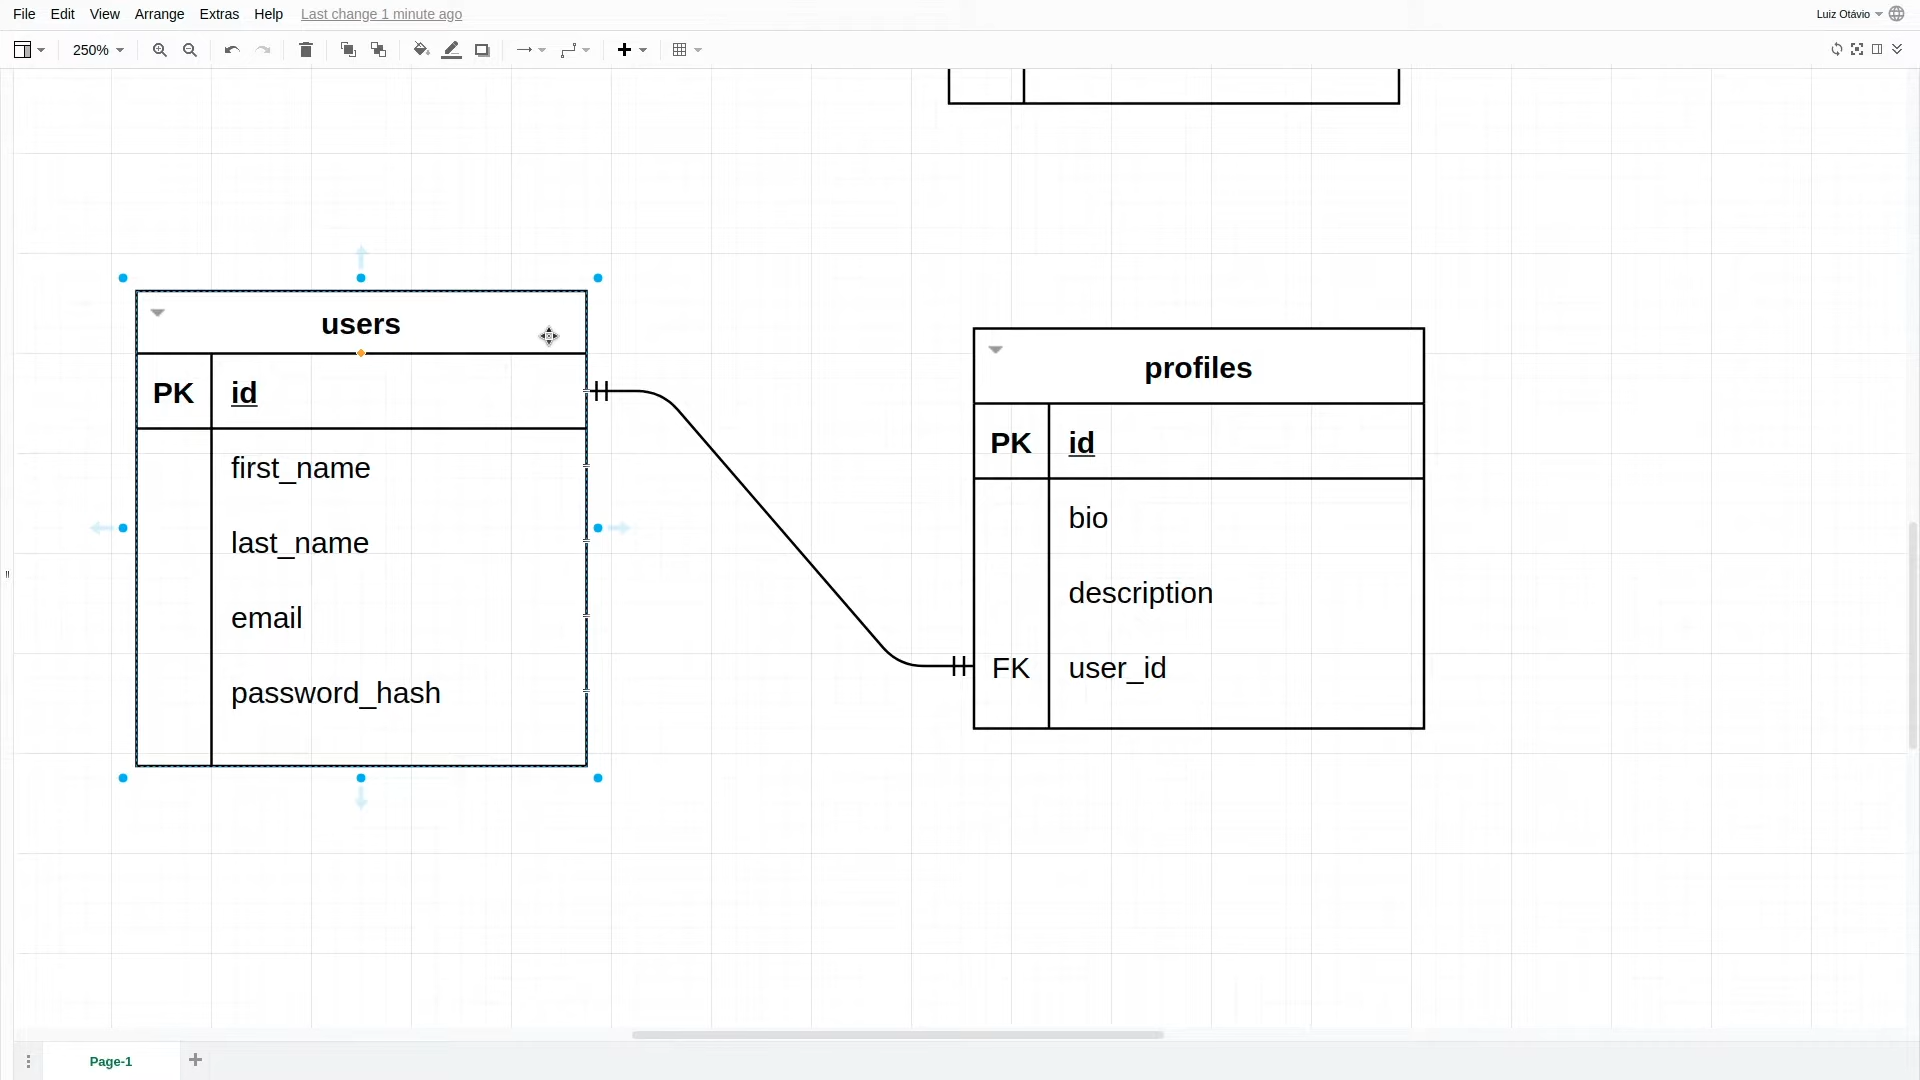 File Edit View Arrange Extras Help Last change 1 minute ago
Luiz Otávio
250%
users
PK id
first_name
last_name
email
password_hash
profiles
PK id
bio
description
FK user_id
Page-1